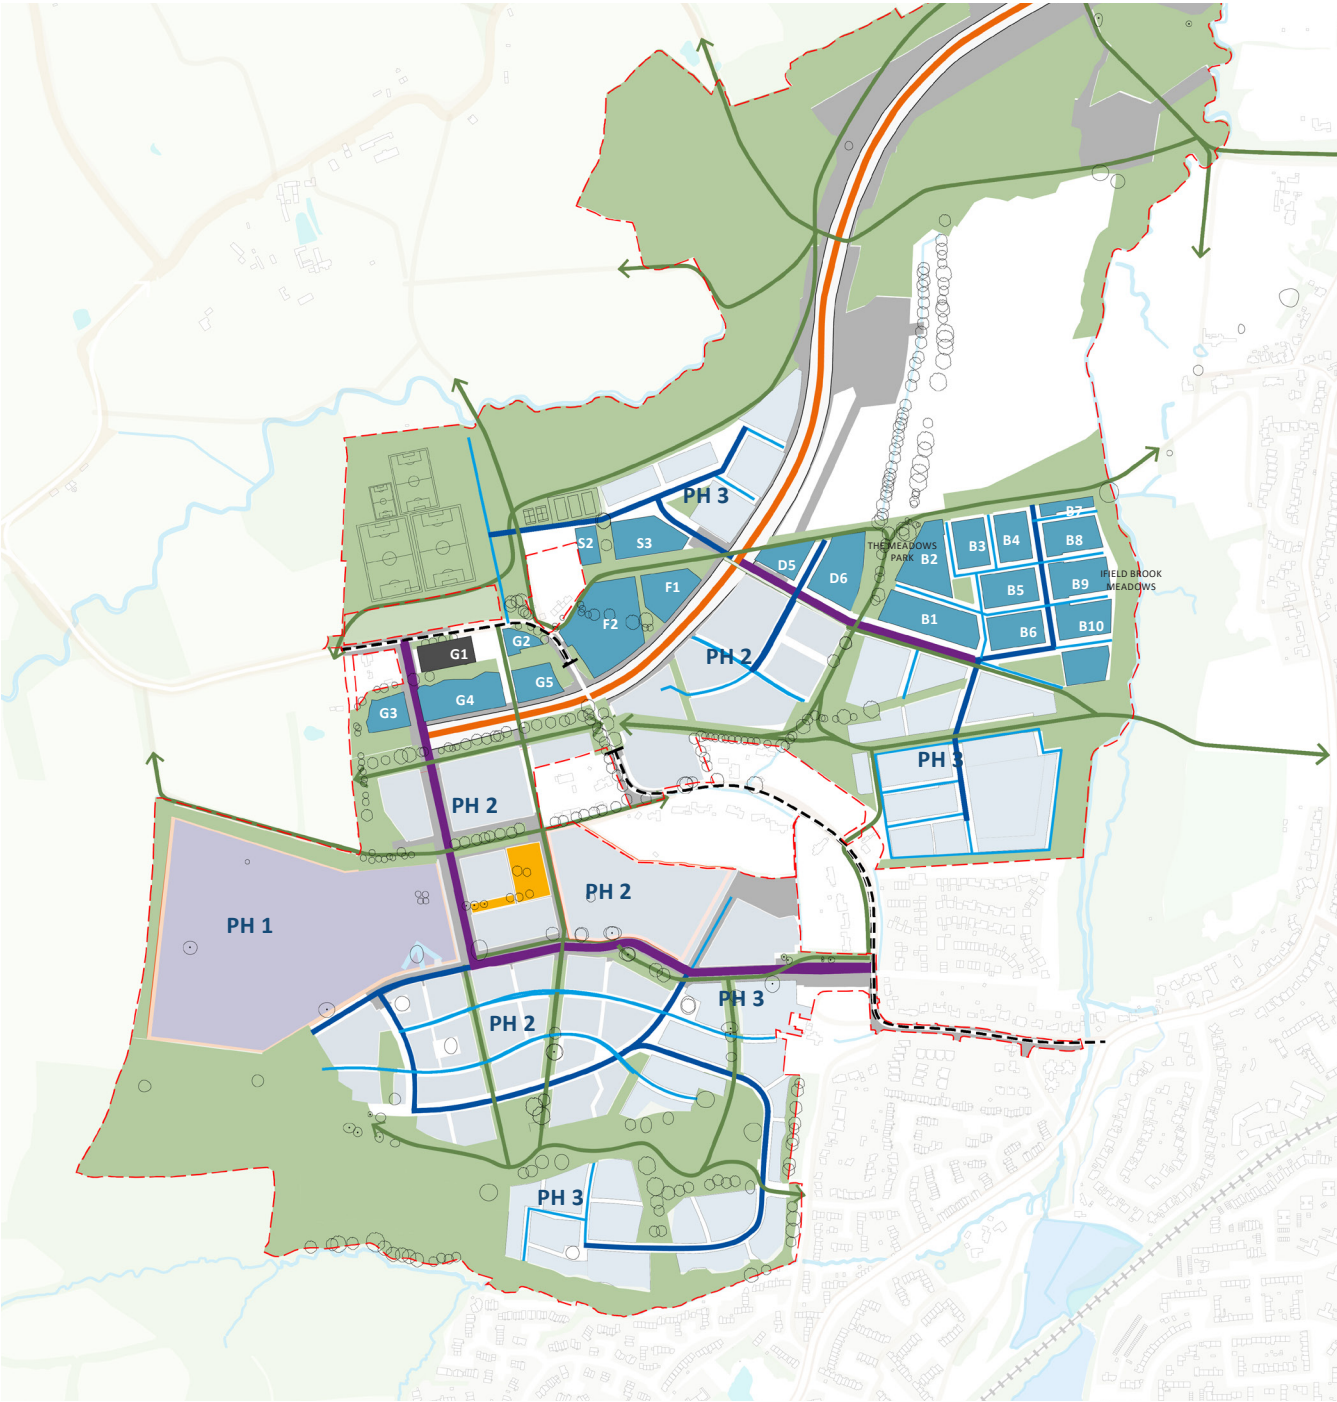 PH 3
S2
S3
F1
F2
D5
D6
THE MEADOWS
PARK
B2
B3
B4
B7
B8
B5
B9
IFIELD BROOK
MEADOWS
B1
B6
B10
G1
G2
G3
G4
G5
PH 2
PH 3
PH 2
PH 2
PH 1
PH 3
PH 2
PH 3